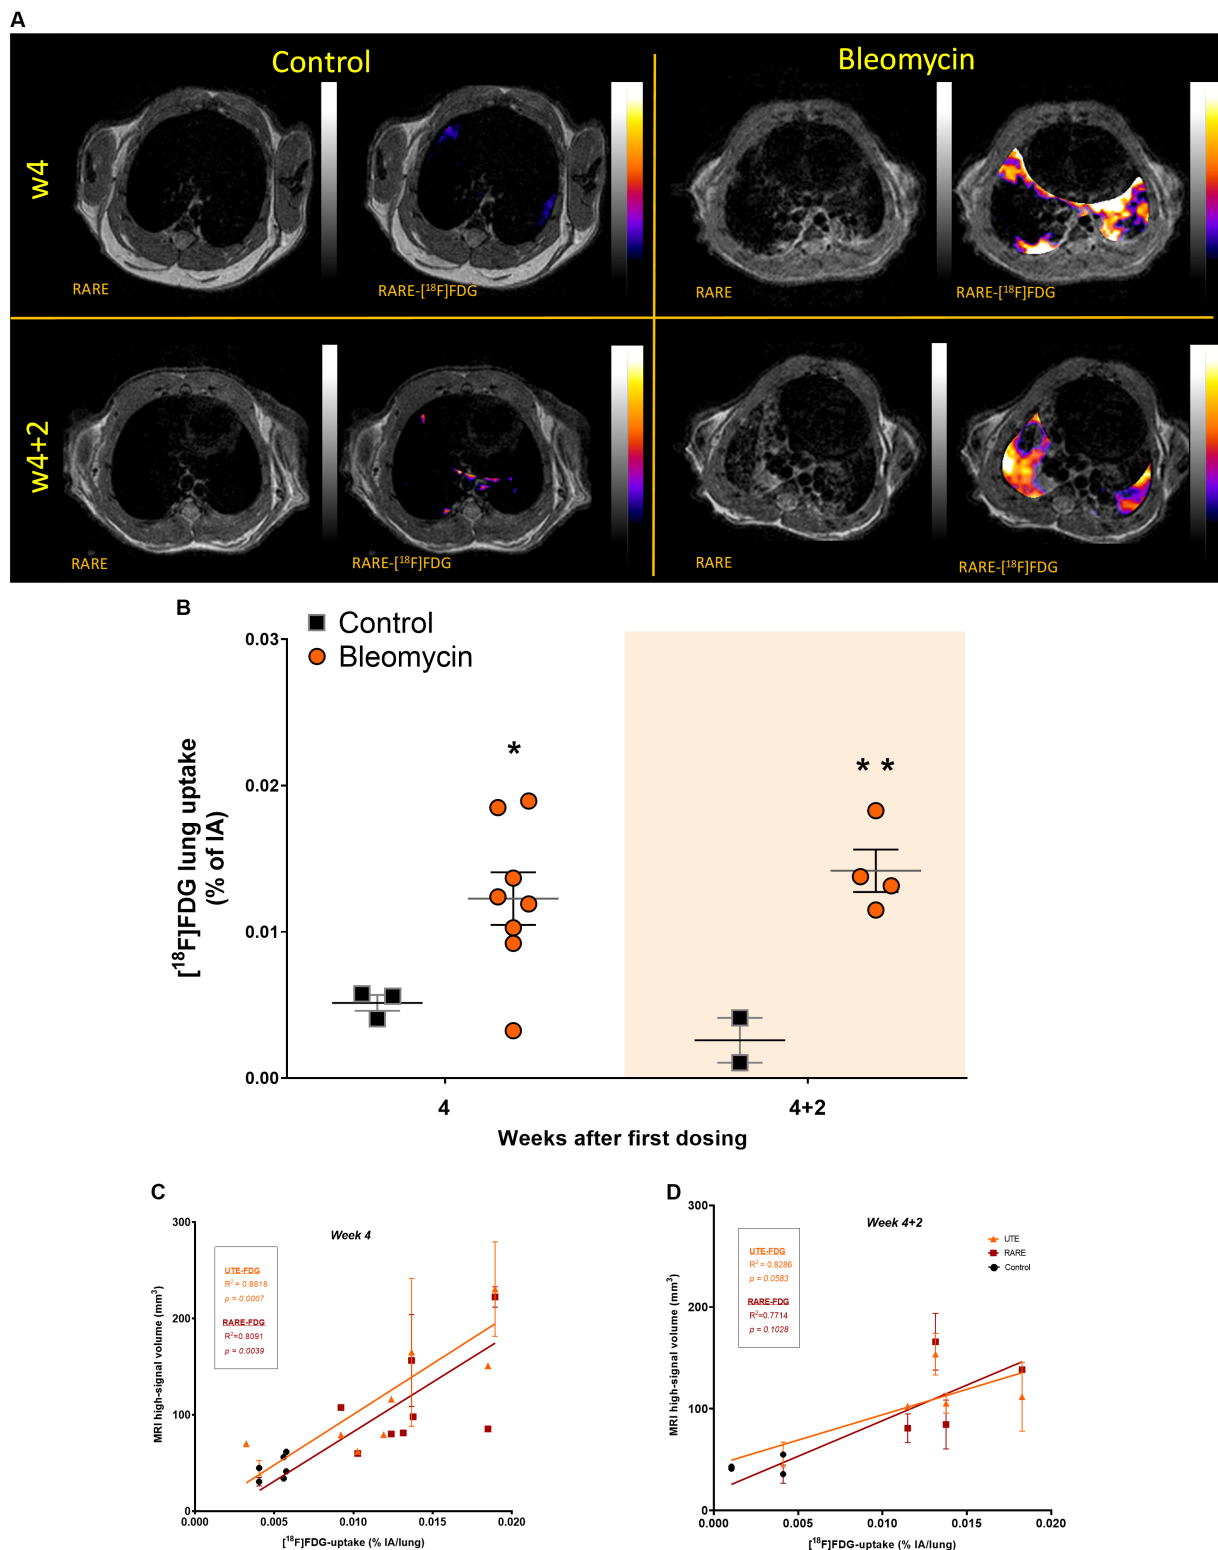 A
Control
Bleomycin
w4
RARE
RARE-[¹⁸F]FDG
RARE
RARE-[¹⁸F]FDG
w4+2
RARE
RARE-[¹⁸F]FDG
RARE
RARE-[¹⁸F]FDG
B
Control
Bleomycin
[¹⁸F]FDG lung uptake
(% of IA)
0.03
0.02
0.01
0.00
*
* *
4
4+2
Weeks after first dosing
C
Week 4
UTE-FDG
R² = 0.8818
p = 0.0007
RARE-FDG
R²=0.8091
p = 0.0039
MRI high-signal volume (mm³)
300
200
100
0
0.000
0.005
0.010
0.015
0.020
[¹⁸F]FDG-uptake (% IA/lung)
D
Week 4+2
UTE-FDG
R² = 0.8286
p = 0.0583
RARE-FDG
R²=0.7714
p = 0.1028
UTE
RARE
Control
MRI high-signal volume (mm³)
300
200
100
0
0.000
0.005
0.010
0.015
0.020
[¹⁸F]FDG-uptake (% IA/lung)